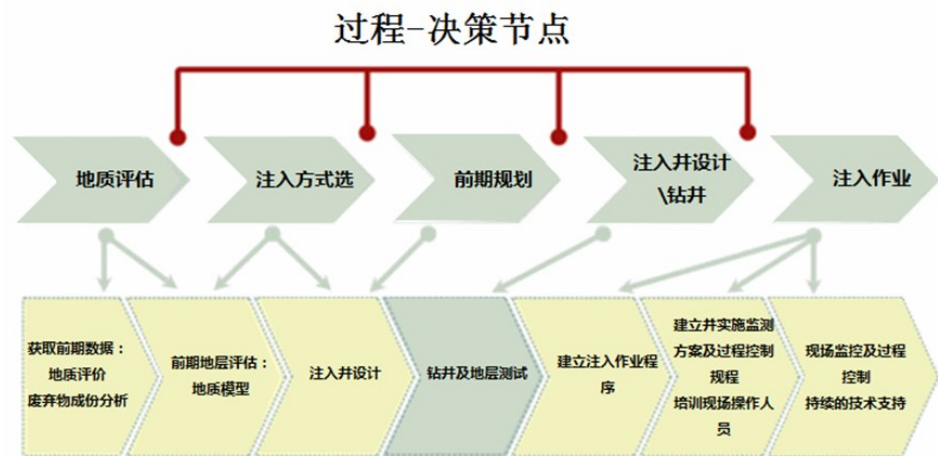 过程-决策节点
地质评估
注入方式选
前期规划
注入井设计
\钻井
注入作业
获取前期数据：
地质评价
废弃物成份分析
前期地层评估：
地质模型
注入井设计
钻井及地层测试
建立注入作业程
序
建立井实施监测
方案及过程控制
规程
培训现场操作人
员
现场监控及过程
控制
持续的技术支持